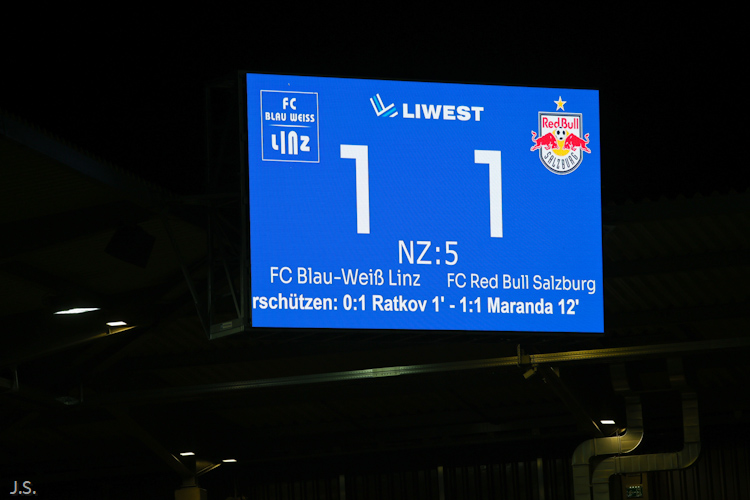 FC
BLAU WEISS
LINZ
LIWEST
Red Bull
SALZBURG
1 1
NZ:5
FC Blau-Weiß Linz FC Red Bull Salzburg
rschützen: 0:1 Ratkov 1' - 1:1 Maranda 12'
J.S.